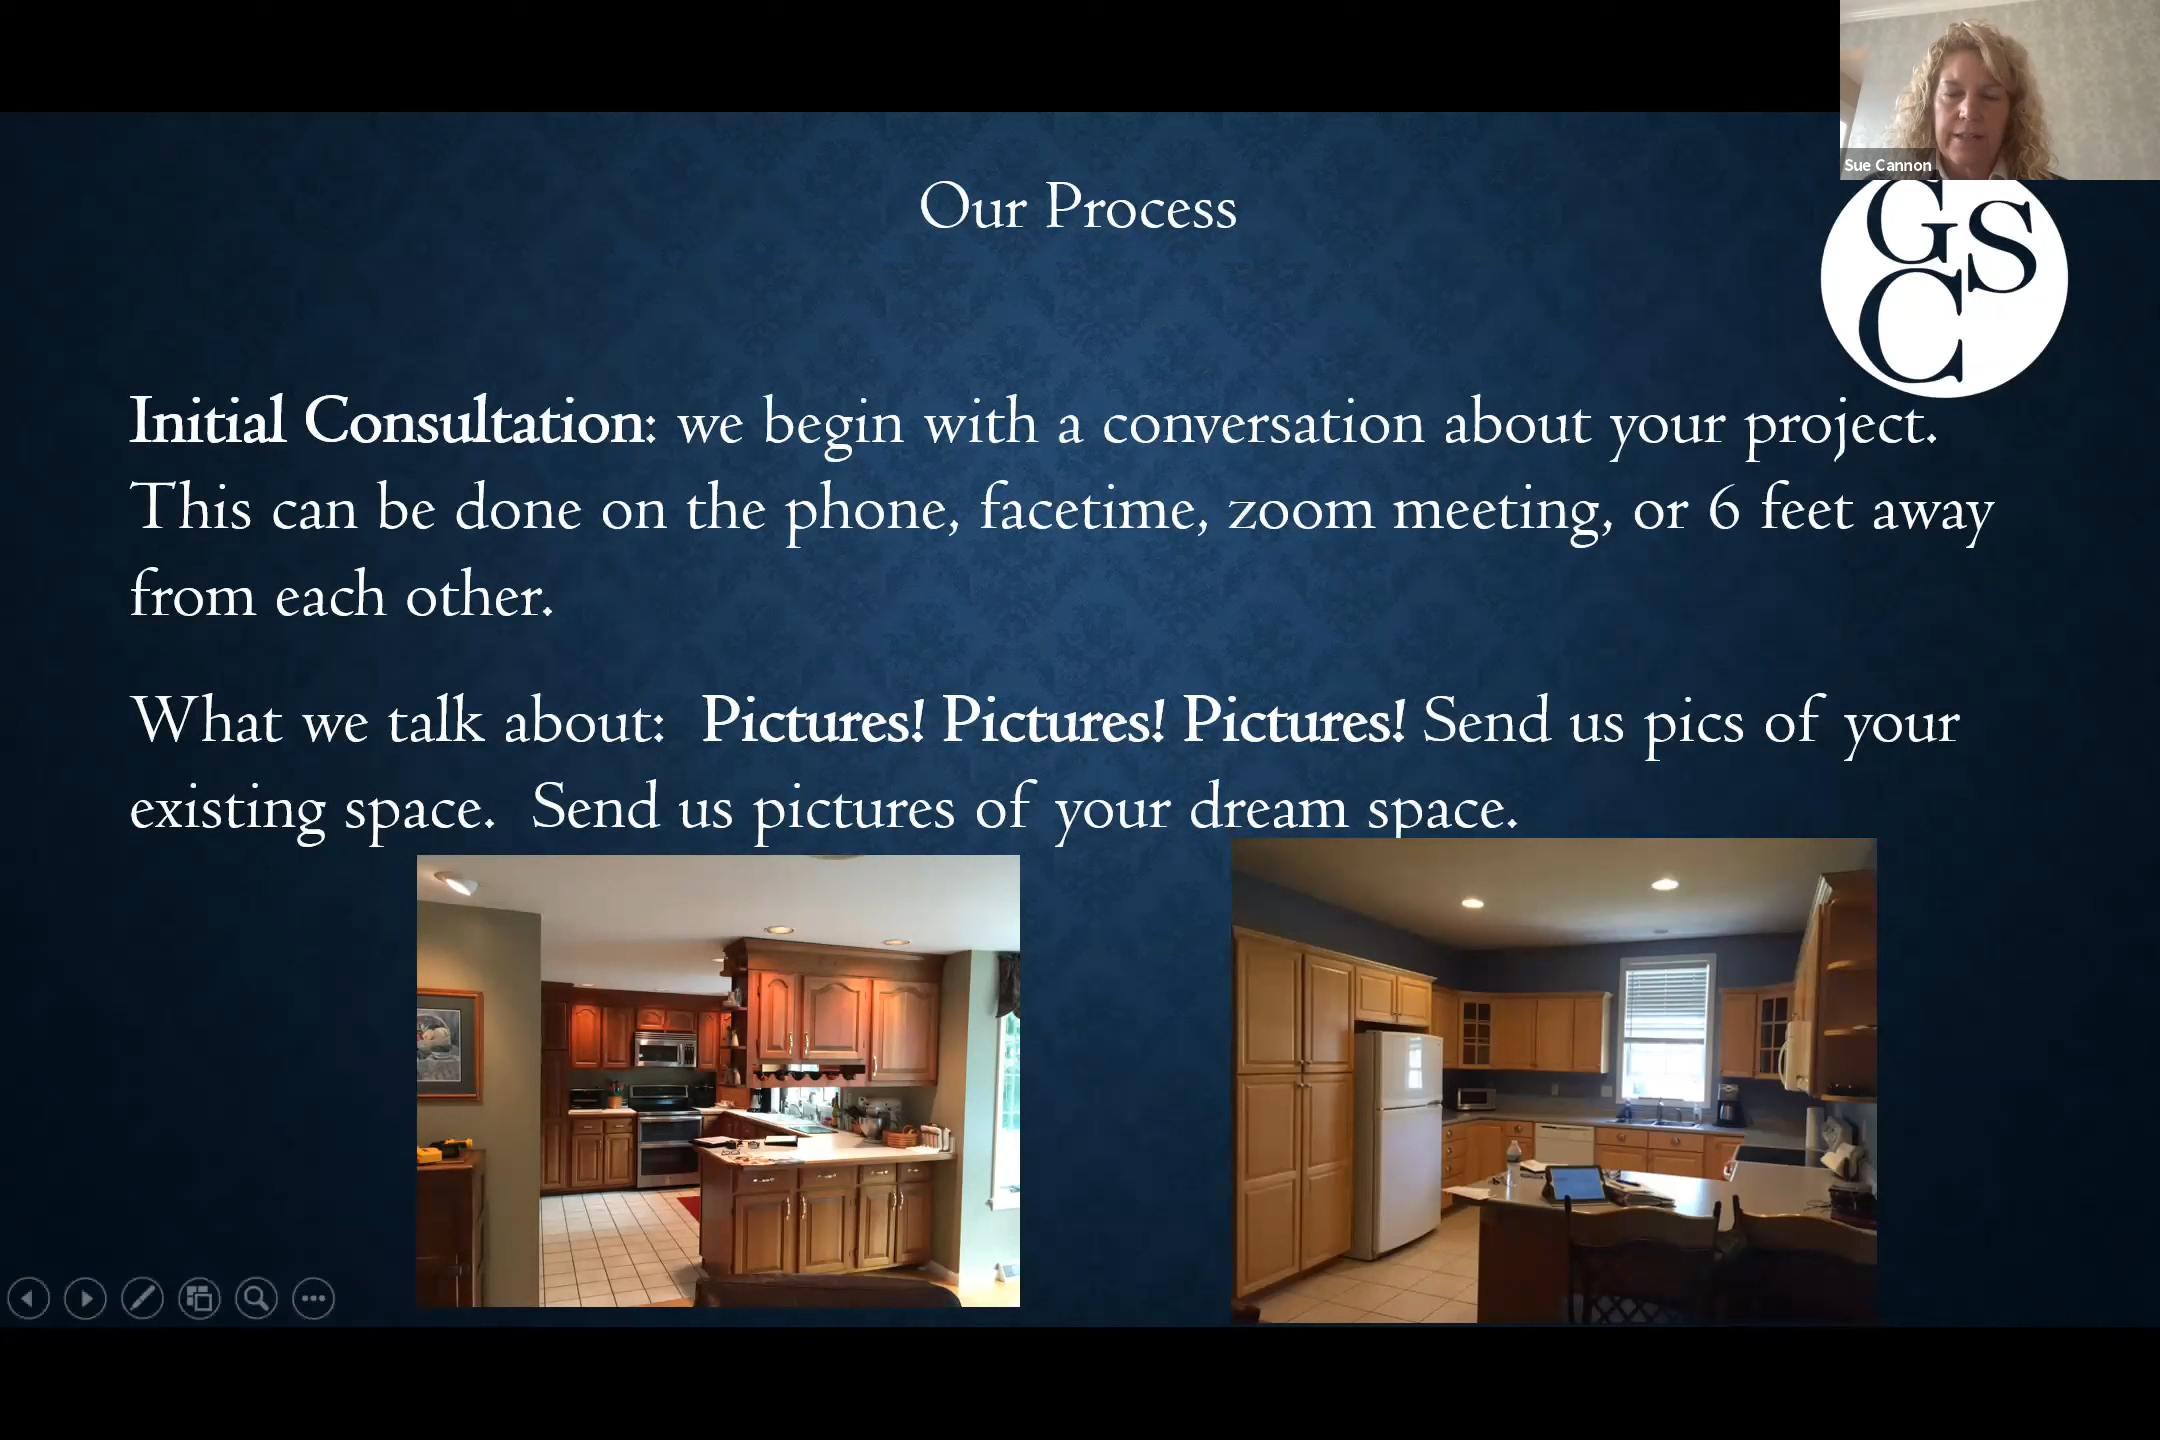 Sue Cannon
Our Process
GSC
Initial Consultation: we begin with a conversation about your project.
This can be done on the phone, facetime, zoom meeting, or 6 feet away
from each other.
What we talk about: Pictures! Pictures! Pictures! Send us pics of your
existing space. Send us pictures of your dream space.